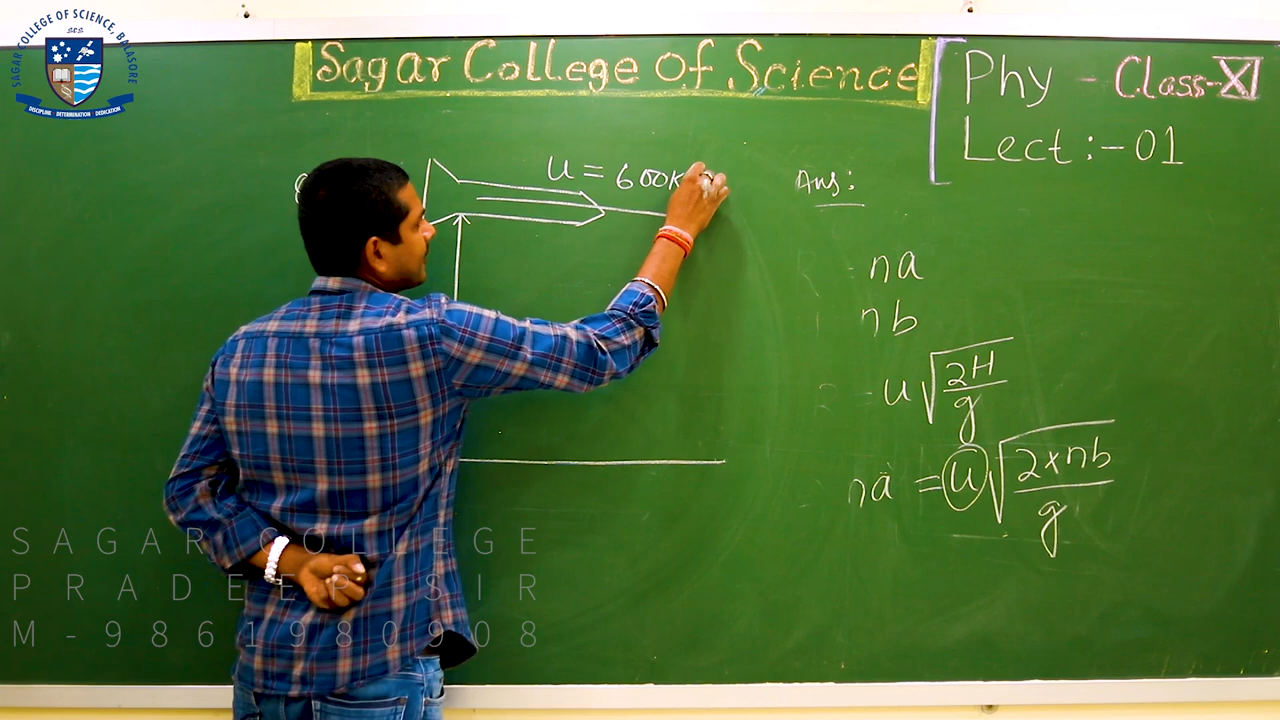 SAGAR COLLEGE OF SCIENCE, BALASORE
SCS
DISCIPLINE · DETERMINATION · DEDICATION
Sagar College Of Science
Phy - Class-XI
Lect :- 01
U = 600K
Ans:
R = na
nb
R = u√(2H/g)
na = u√(2×nb/g)
SAGAR COLLEGE
PRADEEP SIR
M-9861980908